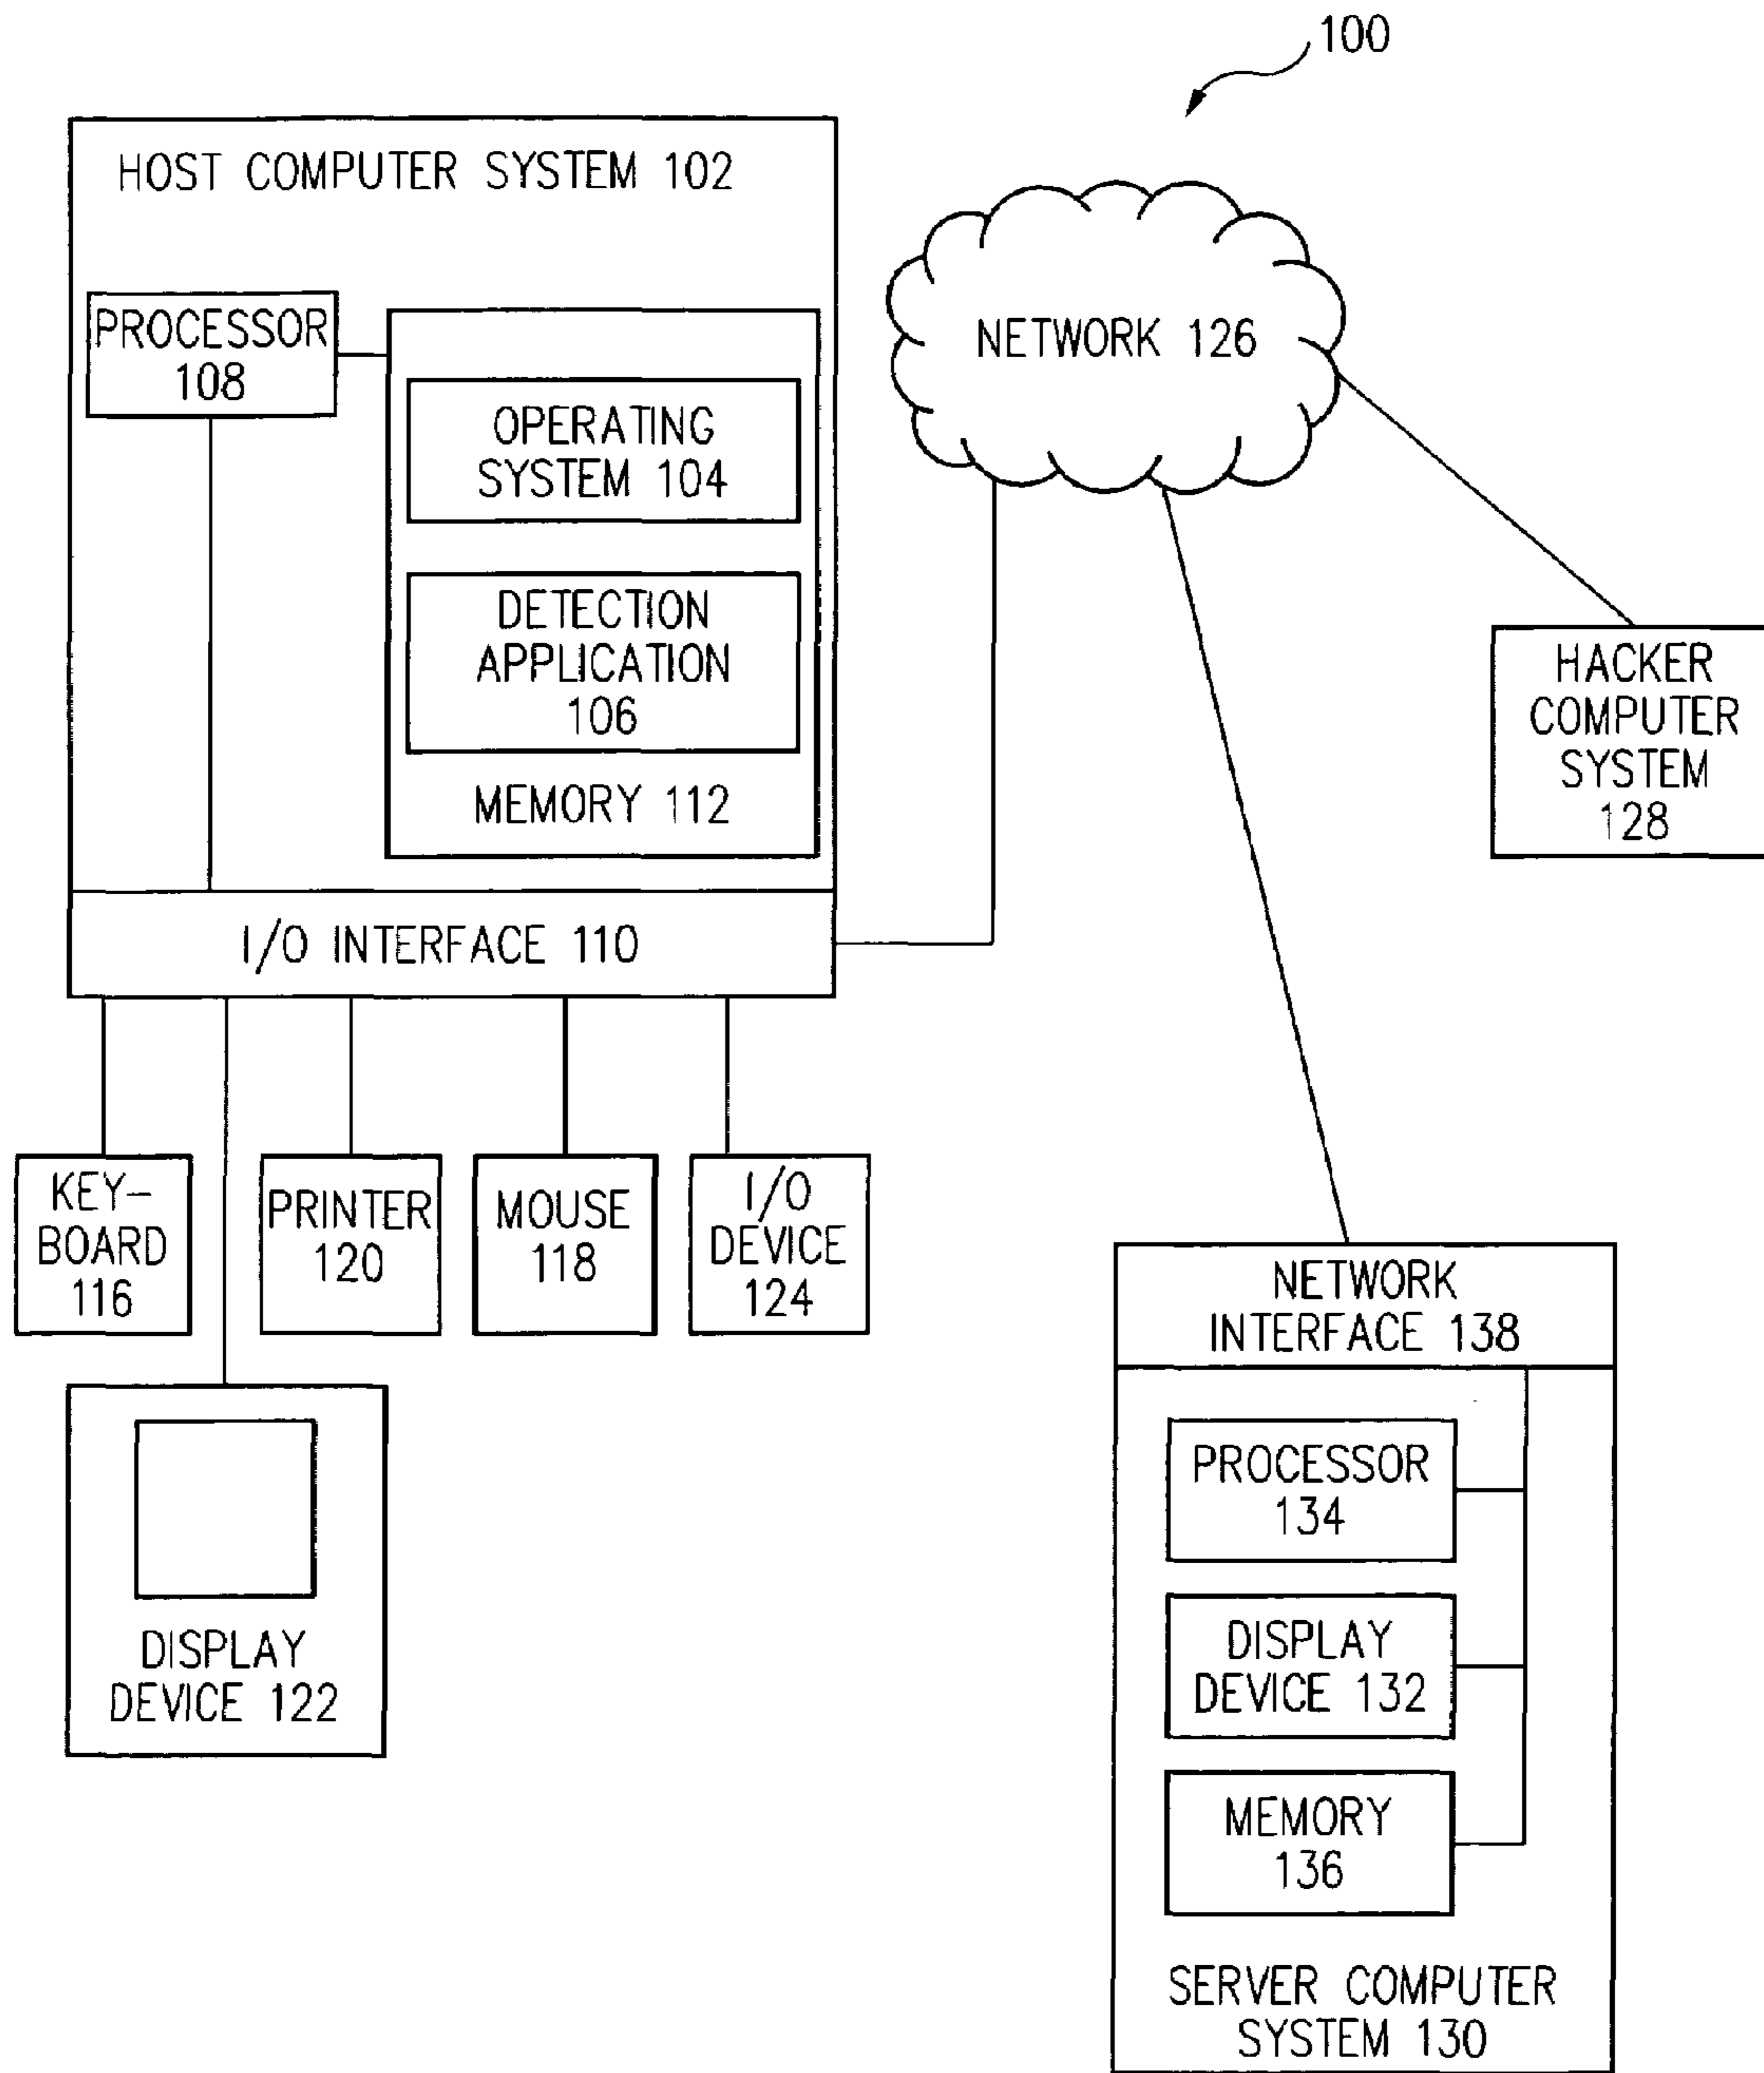 100
HOST COMPUTER SYSTEM 102
PROCESSOR
108
OPERATING
SYSTEM 104
DETECTION
APPLICATION
106
MEMORY 112
I/O INTERFACE 110
NETWORK 126
HACKER
COMPUTER
SYSTEM
128
KEY-
BOARD
116
PRINTER
120
MOUSE
118
I/O
DEVICE
124
DISPLAY
DEVICE 122
NETWORK
INTERFACE 138
PROCESSOR
134
DISPLAY
DEVICE 132
MEMORY
136
SERVER COMPUTER
SYSTEM 130